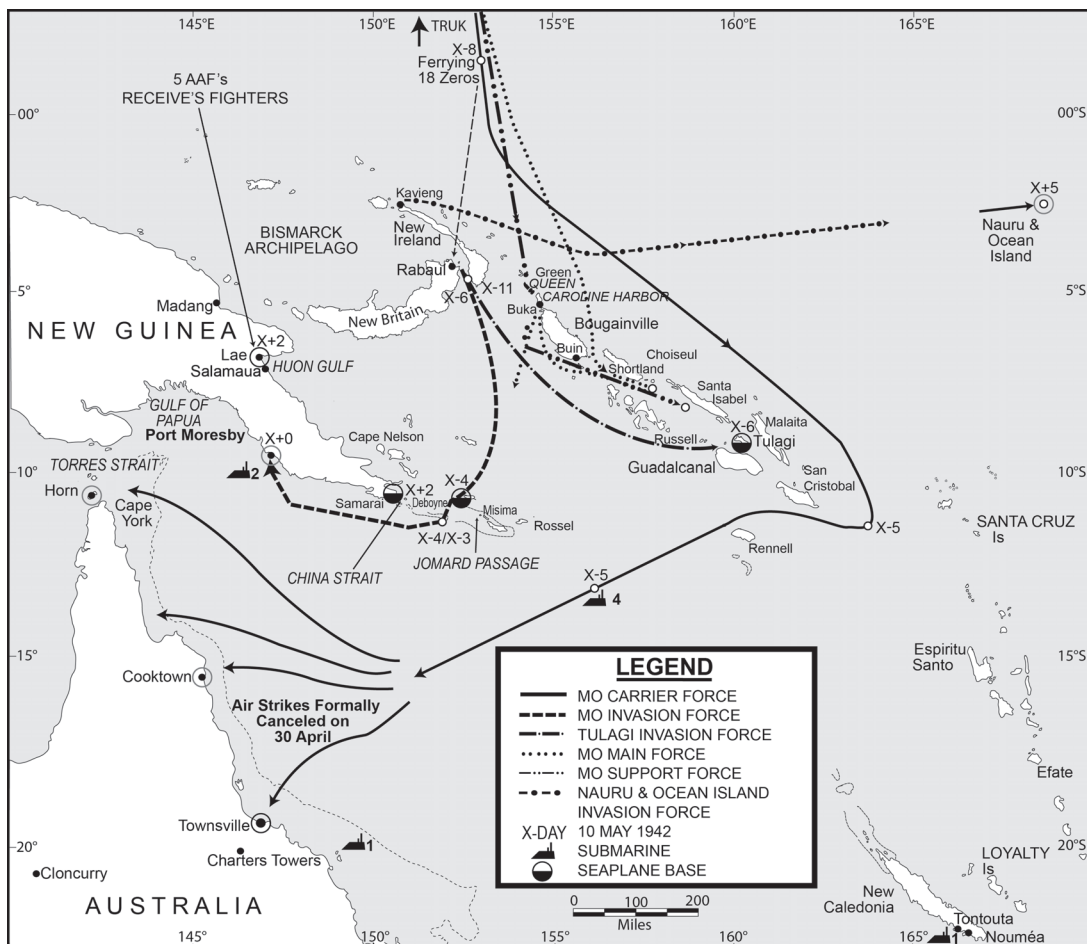 145°
150°
155°
160°
165°
TRUK
X-8
Ferrying
18 Zeros
5 AAF's
RECEIVE'S FIGHTERS
00°
00°S
X+5
Nauru &
Ocean
Island
Kavieng
New
Ireland
BISMARCK
ARCHIPELAGO
Rabaul
X-11
X-6
Green
QUEEN
CAROLINE HARBOR
5°
5°S
Madang
New Britain
Buka
Bougainville
NEW GUINEA
X+2
Lae
Salamaua
HUON GULF
Buin
Shortland
Choiseul
Santa
Isabel
GULF OF
PAPUA
Port Moresby
X+0
Cape Nelson
Malaita
X-6
Tulagi
Russell
Guadalcanal
10°
10°S
TORRES STRAIT
2
Horn
Cape
York
X-4
X+2
Samarai
Deboyne
Misima
Rossel
San
Cristobal
X-5
SANTA CRUZ
Is
X-4/X-3
JOMARD PASSAGE
CHINA STRAIT
Rennell
X-5
4
15°
15°S
Cooktown
Espiritu
Santo
Air Strikes Formally
Canceled on
30 April
Efate
Townsville
Charters Towers
1
20°
20°S
Cloncurry
AUSTRALIA
LOYALTY
Is
New
Caledonia
Tontouta
1
Nouméa
LEGEND
MO CARRIER FORCE
MO INVASION FORCE
TULAGI INVASION FORCE
MO MAIN FORCE
MO SUPPORT FORCE
NAURU & OCEAN ISLAND
INVASION FORCE
X-DAY 10 MAY 1942
SUBMARINE
SEAPLANE BASE
0 100 200
Miles
145°
150°
155°
160°
165°